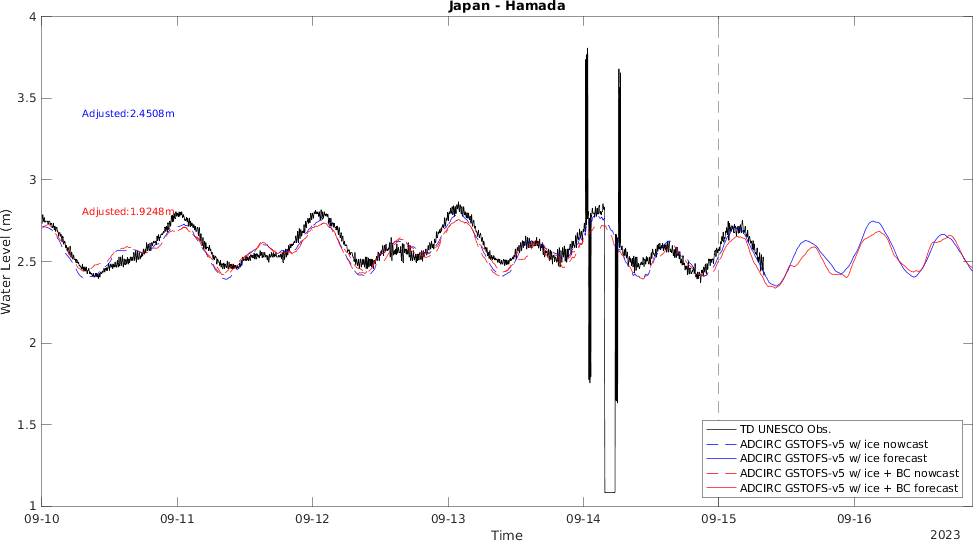 Japan - Hamada
4
3.5
3
2.5
2
1.5
1
Water Level (m)
Adjusted:2.4508m
Adjusted:1.9248m
TD UNESCO Obs.
ADCIRC GSTOFS-v5 w/ ice nowcast
ADCIRC GSTOFS-v5 w/ ice forecast
ADCIRC GSTOFS-v5 w/ ice + BC nowcast
ADCIRC GSTOFS-v5 w/ ice + BC forecast
09-10 09-11 09-12 09-13 09-14 09-15 09-16
Time
2023